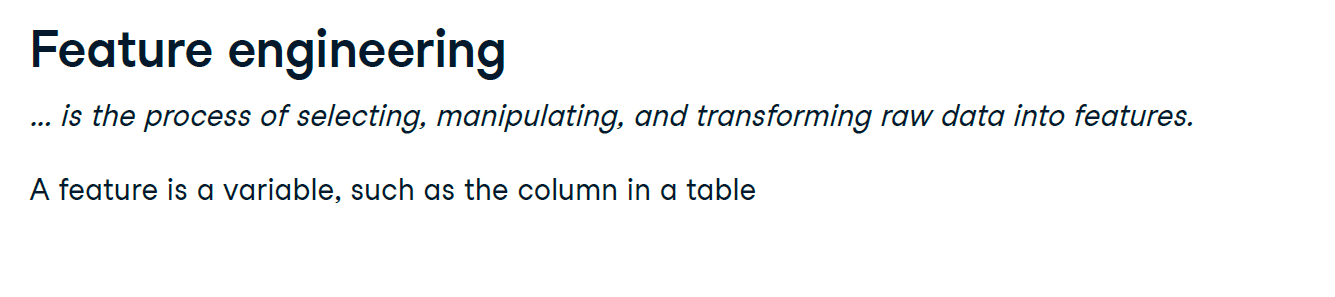 Feature engineering
... is the process of selecting, manipulating, and transforming raw data into features.
A feature is a variable, such as the column in a table